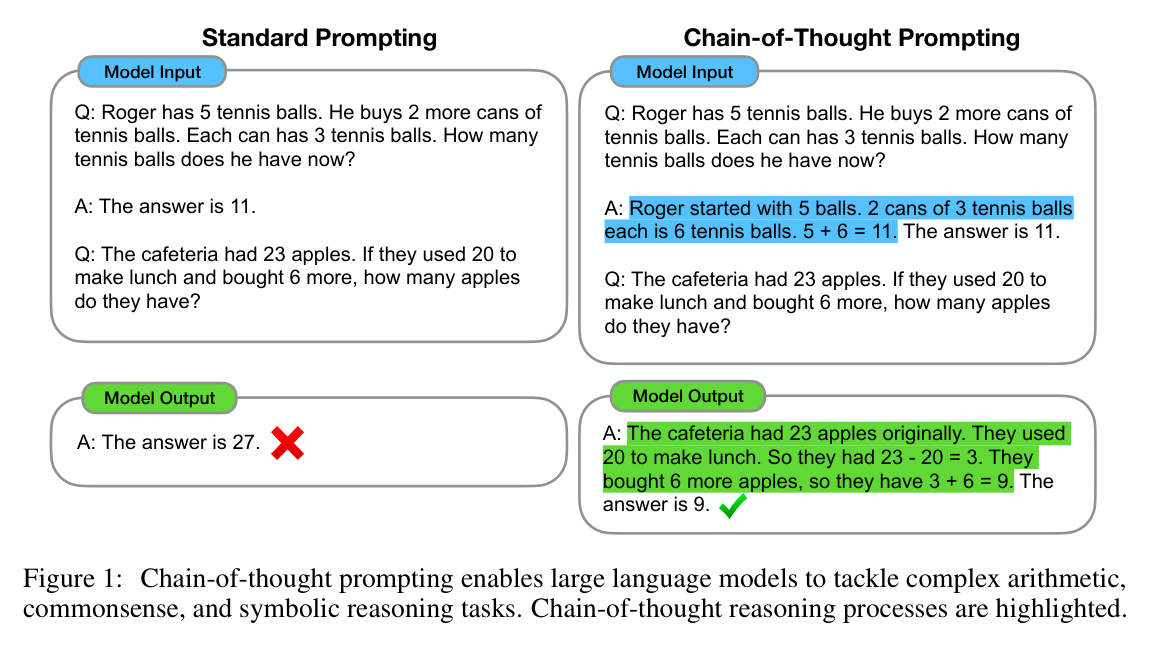 Standard Prompting
Model Input
Q: Roger has 5 tennis balls. He buys 2 more cans of
tennis balls. Each can has 3 tennis balls. How many
tennis balls does he have now?
A: The answer is 11.
Q: The cafeteria had 23 apples. If they used 20 to
make lunch and bought 6 more, how many apples
do they have?
Model Output
A: The answer is 27.
Chain-of-Thought Prompting
Model Input
Q: Roger has 5 tennis balls. He buys 2 more cans of
tennis balls. Each can has 3 tennis balls. How many
tennis balls does he have now?
A: Roger started with 5 balls. 2 cans of 3 tennis balls
each is 6 tennis balls. 5 + 6 = 11. The answer is 11.
Q: The cafeteria had 23 apples. If they used 20 to
make lunch and bought 6 more, how many apples
do they have?
Model Output
A: The cafeteria had 23 apples originally. They used
20 to make lunch. So they had 23 - 20 = 3. They
bought 6 more apples, so they have 3 + 6 = 9. The
answer is 9.
Figure 1: Chain-of-thought prompting enables large language models to tackle complex arithmetic,
commonsense, and symbolic reasoning tasks. Chain-of-thought reasoning processes are highlighted.